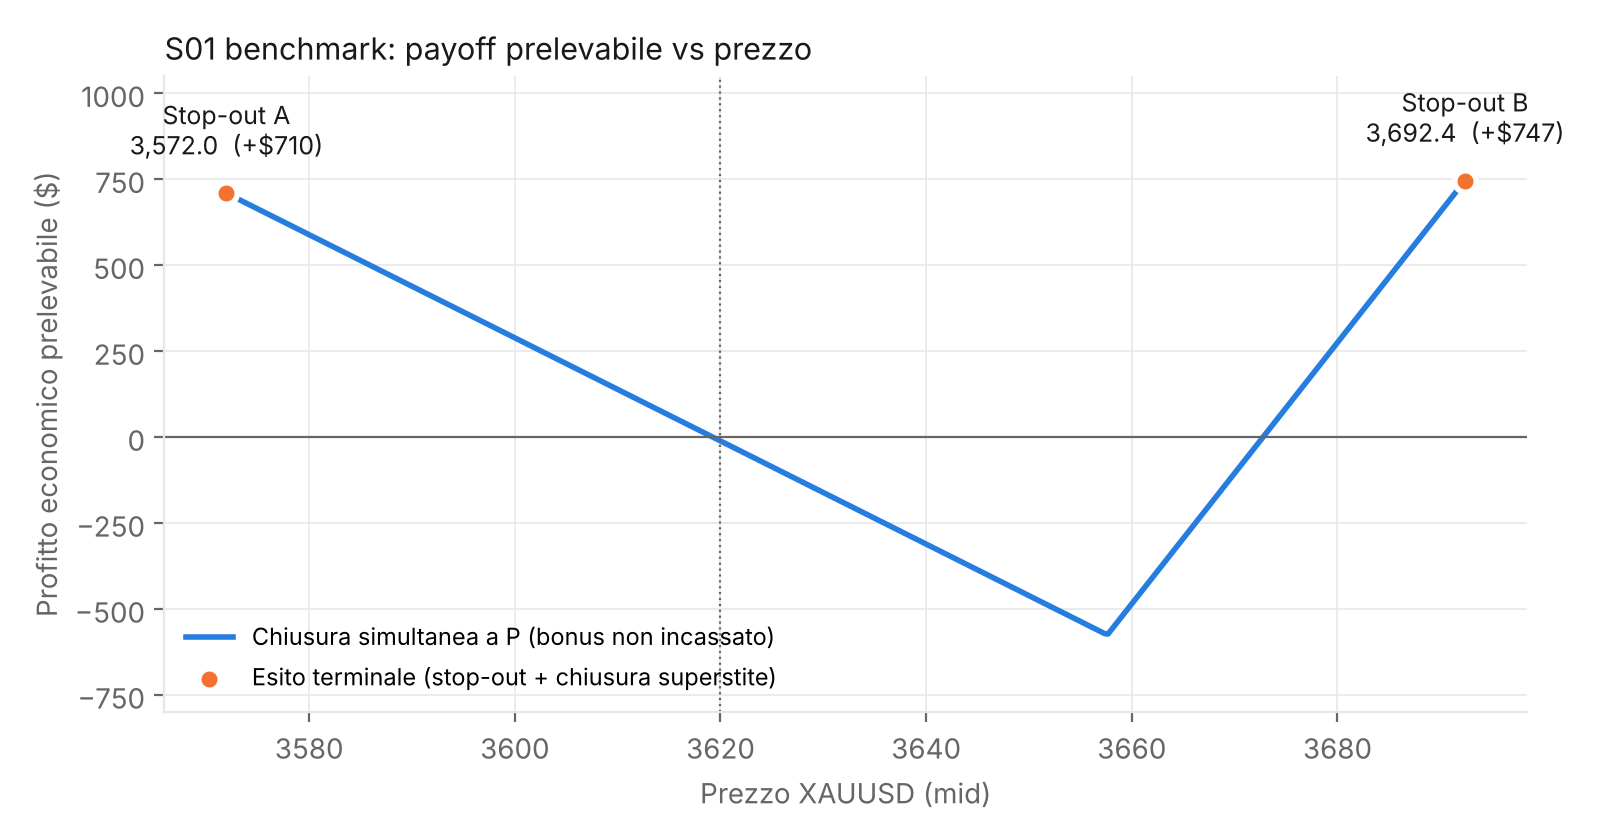 S01 benchmark: payoff prelevabile vs prezzo
Profitto economico prelevabile ($)
1000
750
500
250
0
−250
−500
−750
Stop-out A
3,572.0 (+$710)
Stop-out B
3,692.4 (+$747)
Chiusura simultanea a P (bonus non incassato)
Esito terminale (stop-out + chiusura superstite)
3580
3600
3620
3640
3660
3680
Prezzo XAUUSD (mid)